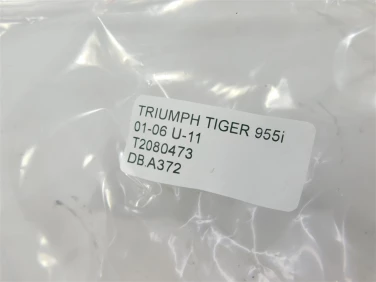 TRIUMPH TIGER 955i
01-06 U-11
T2080473
DB.A372